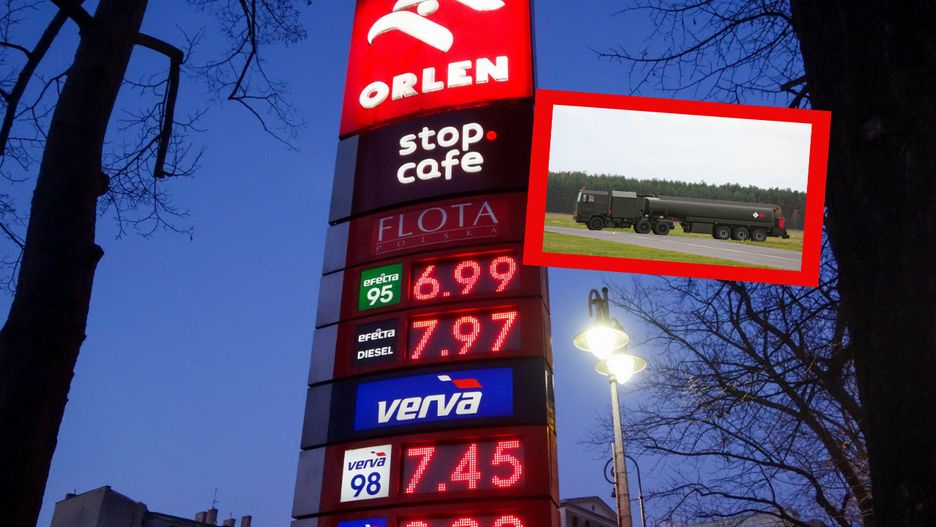 ORLEN
stop.
cafe
FLOTA
POLSKA
efecta
95
6.99
efecta
DIESEL
7.97
verva
verva
98
7.45